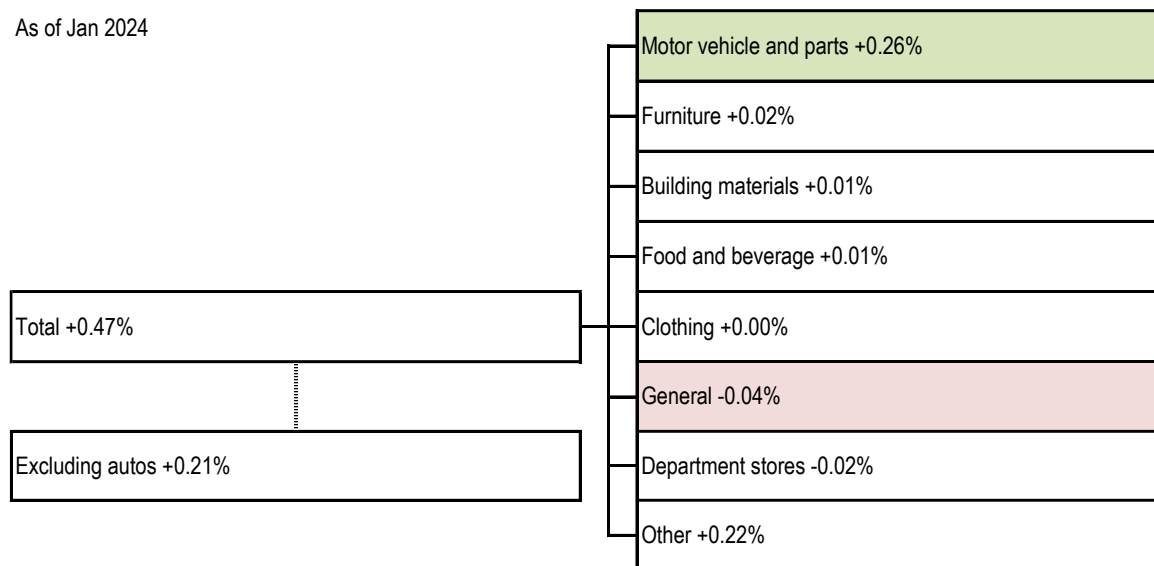 As of Jan 2024
Motor vehicle and parts +0.26%
Furniture +0.02%
Building materials +0.01%
Food and beverage +0.01%
Total +0.47%
Clothing +0.00%
General -0.04%
Excluding autos +0.21%
Department stores -0.02%
Other +0.22%